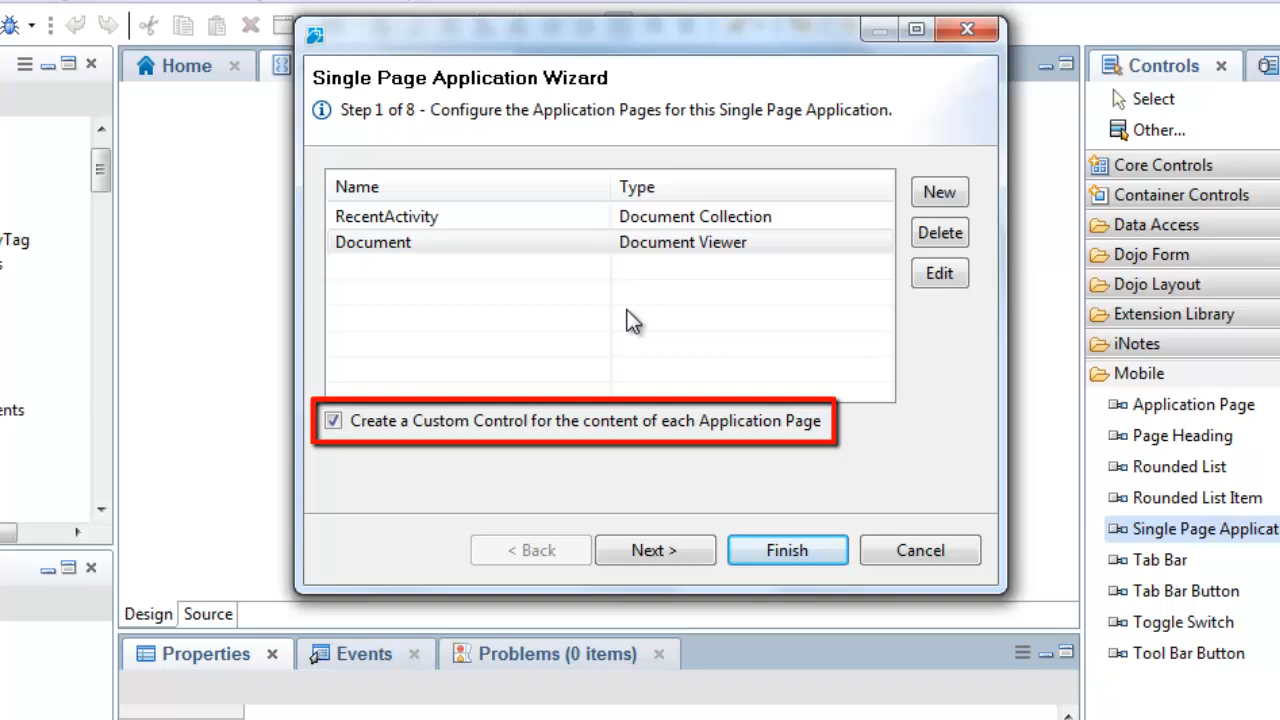 Home
Single Page Application Wizard
Step 1 of 8 - Configure the Application Pages for this Single Page Application.
Name Type
RecentActivity Document Collection
Document Document Viewer
New
Delete
Edit
Create a Custom Control for the content of each Application Page
< Back Next > Finish Cancel
yTag
s
ents
Design Source
Properties Events Problems (0 items)
Controls
Select
Other...
Core Controls
Container Controls
Data Access
Dojo Form
Dojo Layout
Extension Library
iNotes
Mobile
Application Page
Page Heading
Rounded List
Rounded List Item
Single Page Applicat
Tab Bar
Tab Bar Button
Toggle Switch
Tool Bar Button